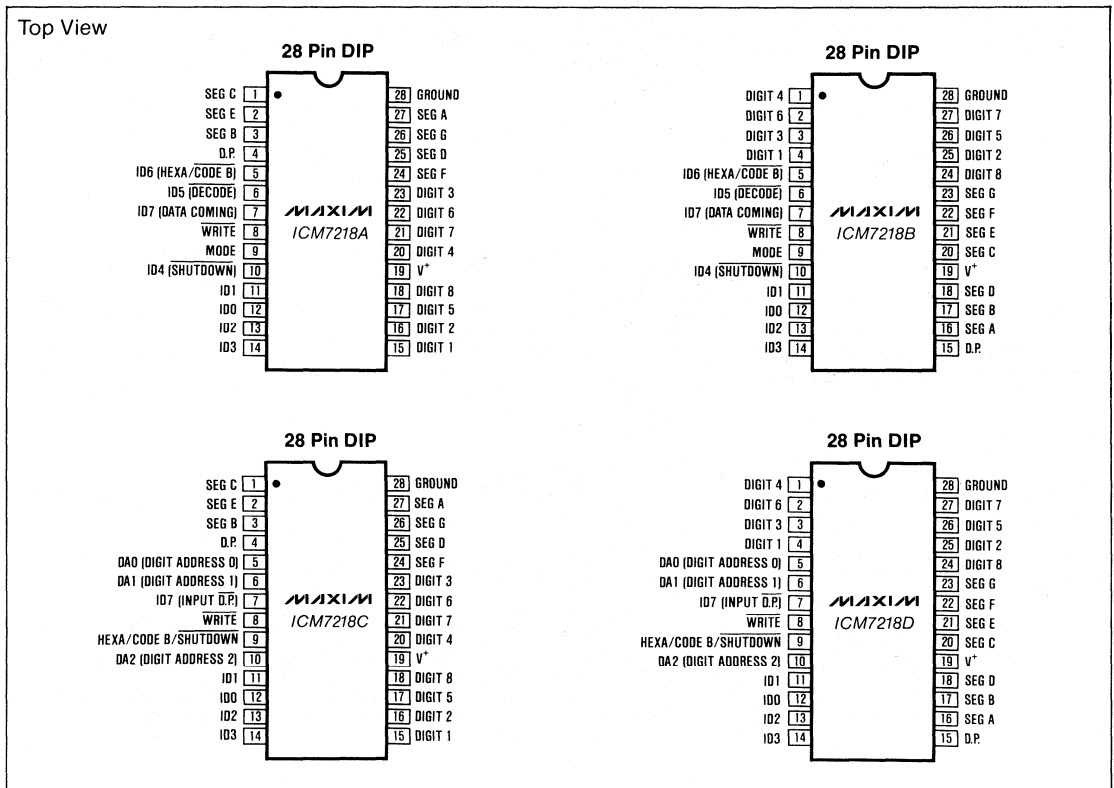 Top View
28 Pin DIP
SEG C 1
SEG E 2
SEG B 3
D.P. 4
ID6 (HEXA/CODE B) 5
ID5 (DECODE) 6
ID7 (DATA COMING) 7
WRITE 8
MODE 9
ID4 (SHUTDOWN) 10
ID1 11
ID0 12
ID2 13
ID3 14
MAXIM
ICM7218A
28 GROUND
27 SEG A
26 SEG G
25 SEG D
24 SEG F
23 DIGIT 3
22 DIGIT 6
21 DIGIT 7
20 DIGIT 4
19 V+
18 DIGIT 8
17 DIGIT 5
16 DIGIT 2
15 DIGIT 1
28 Pin DIP
DIGIT 4 1
DIGIT 6 2
DIGIT 3 3
DIGIT 1 4
ID6 (HEXA/CODE B) 5
ID5 (DECODE) 6
ID7 (DATA COMING) 7
WRITE 8
MODE 9
ID4 (SHUTDOWN) 10
ID1 11
ID0 12
ID2 13
ID3 14
MAXIM
ICM7218B
28 GROUND
27 DIGIT 7
26 DIGIT 5
25 DIGIT 2
24 DIGIT 8
23 SEG G
22 SEG F
21 SEG E
20 SEG C
19 V+
18 SEG D
17 SEG B
16 SEG A
15 D.P.
28 Pin DIP
SEG C 1
SEG E 2
SEG B 3
D.P. 4
DA0 (DIGIT ADDRESS 0) 5
DA1 (DIGIT ADDRESS 1) 6
ID7 (INPUT D.P.) 7
WRITE 8
HEXA/CODE B/SHUTDOWN 9
DA2 (DIGIT ADDRESS 2) 10
ID1 11
ID0 12
ID2 13
ID3 14
MAXIM
ICM7218C
28 GROUND
27 SEG A
26 SEG G
25 SEG D
24 SEG F
23 DIGIT 3
22 DIGIT 6
21 DIGIT 7
20 DIGIT 4
19 V+
18 DIGIT 8
17 DIGIT 5
16 DIGIT 2
15 DIGIT 1
28 Pin DIP
DIGIT 4 1
DIGIT 6 2
DIGIT 3 3
DIGIT 1 4
DA0 (DIGIT ADDRESS 0) 5
DA1 (DIGIT ADDRESS 1) 6
ID7 (INPUT D.P.) 7
WRITE 8
HEXA/CODE B/SHUTDOWN 9
DA2 (DIGIT ADDRESS 2) 10
ID1 11
ID0 12
ID2 13
ID3 14
MAXIM
ICM7218D
28 GROUND
27 DIGIT 7
26 DIGIT 5
25 DIGIT 2
24 DIGIT 8
23 SEG G
22 SEG F
21 SEG E
20 SEG C
19 V+
18 SEG D
17 SEG B
16 SEG A
15 D.P.